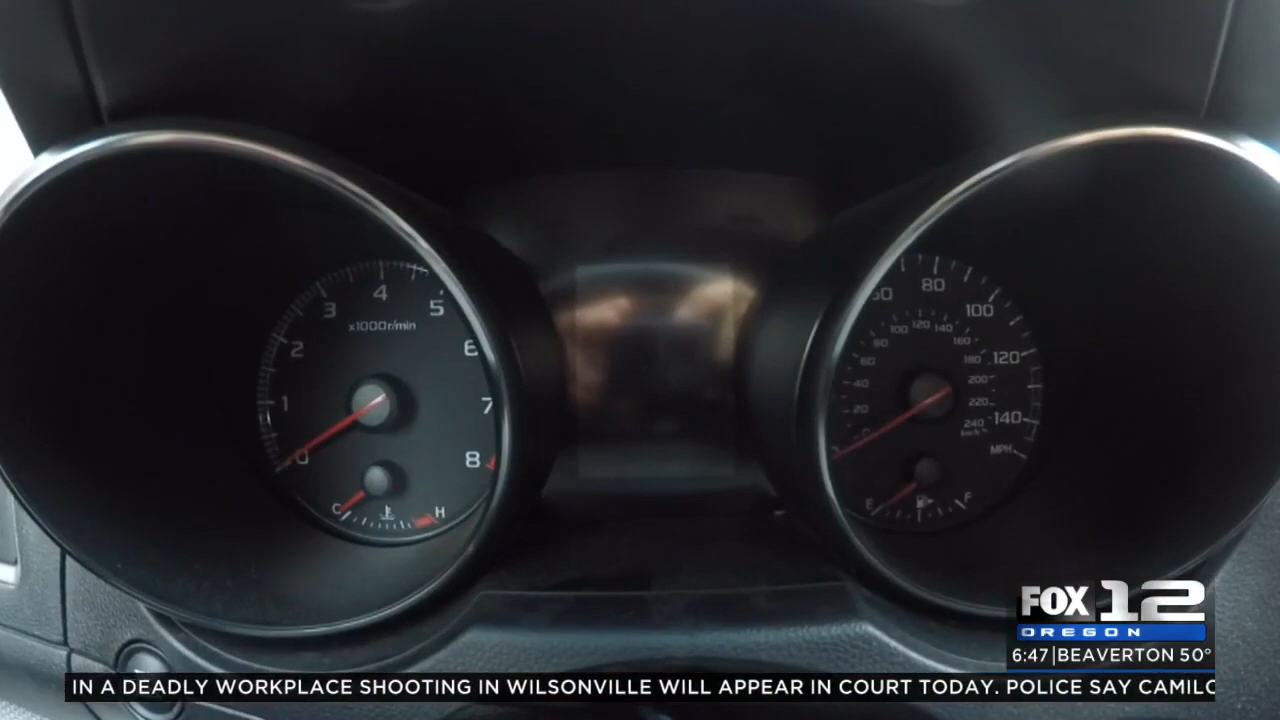 4
3
5
x1000r/min
2
6
1
7
0
8
C
H
80
100
120
140
MPH
100
120
140
80
160
60
180
40
200
20
220
240
km/h
E
F
FOX 12
OREGON
6:47|BEAVERTON 50°
IN A DEADLY WORKPLACE SHOOTING IN WILSONVILLE WILL APPEAR IN COURT TODAY. POLICE SAY CAMILO